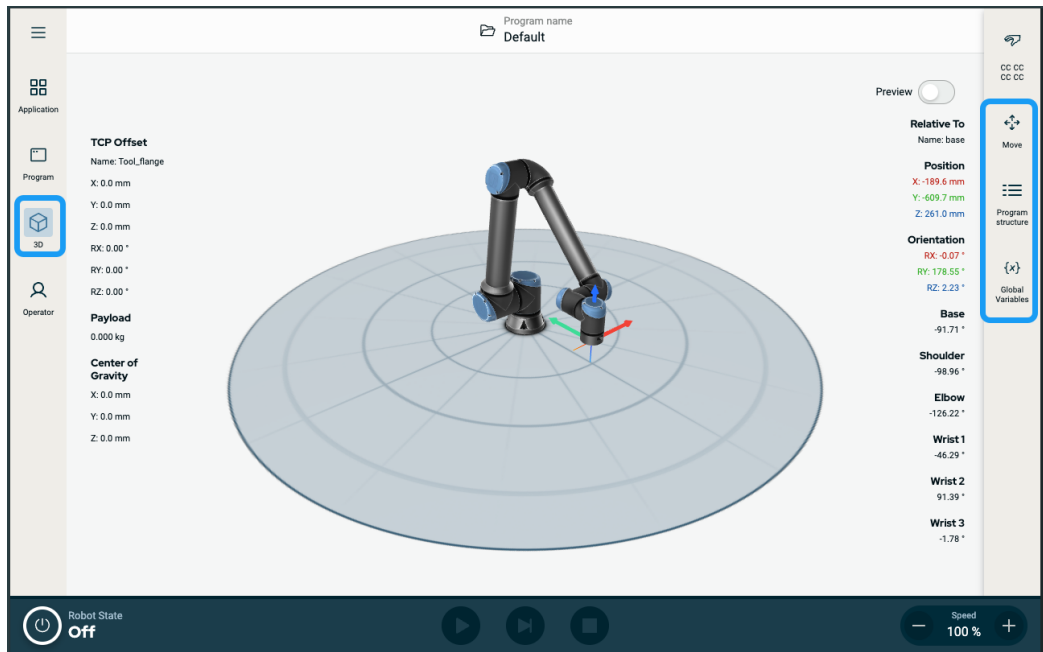 Program name
Default
Application
Program
3D
Operator
TCP Offset
Name: Tool_flange
X: 0.0 mm
Y: 0.0 mm
Z: 0.0 mm
RX: 0.00 °
RY: 0.00 °
RZ: 0.00 °
Payload
0.000 kg
Center of
Gravity
X: 0.0 mm
Y: 0.0 mm
Z: 0.0 mm
Preview
Relative To
Name: base
Position
X: -189.6 mm
Y: -609.7 mm
Z: 261.0 mm
Orientation
RX: -0.07 °
RY: 178.55 °
RZ: 2.23 °
Base
-91.71 °
Shoulder
-98.96 °
Elbow
-126.22 °
Wrist 1
-46.29 °
Wrist 2
91.39 °
Wrist 3
-1.78 °
CC CC
CC CC
Move
Program
structure
{x}
Global
Variables
Robot State
Off
Speed
100 %